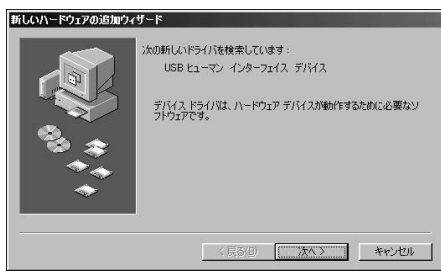 新しいハードウェアの追加ウィザード
次の新しいドライバを検索しています:
USB ヒューマン インターフェイス デバイス
デバイス ドライバは、ハードウェア デバイスが動作するために必要なソ
フトウェアです。
< 戻る(B)
次へ >
キャンセル